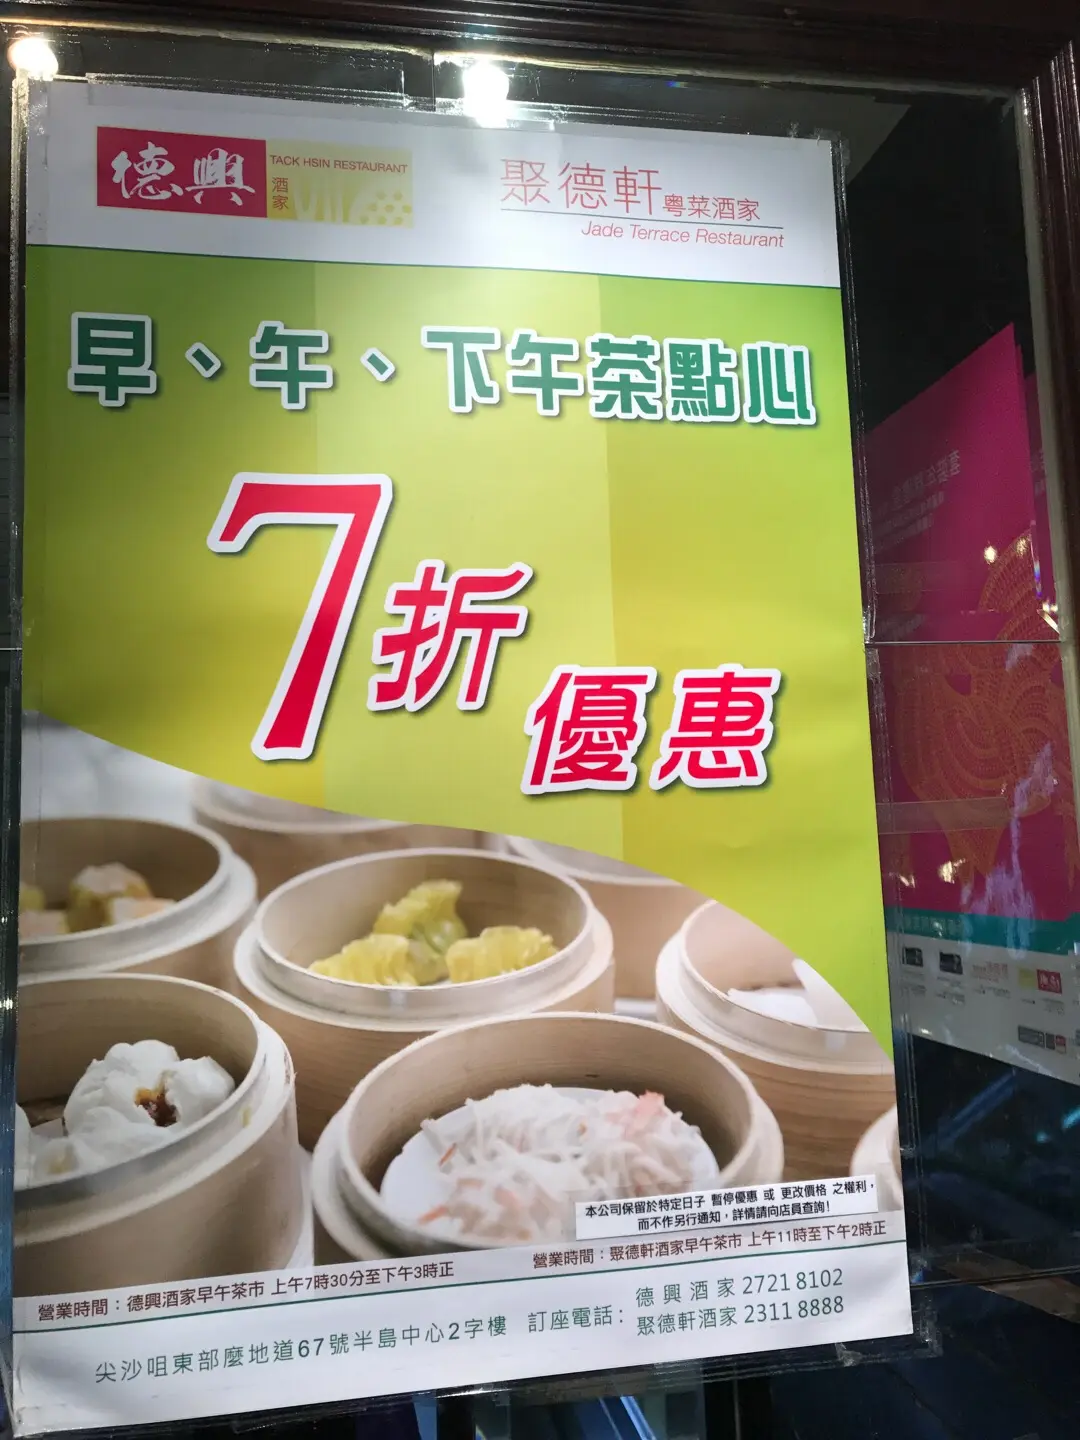 德興
TACK HSIN RESTAURANT
酒家
聚德軒粵菜酒家
Jade Terrace Restaurant
早、午、下午茶點心
7折
優惠
本公司保留於特定日子 暫停優惠 或 更改價格 之權利，
而不作另行通知，詳情請向店員查詢!
營業時間：德興酒家早午茶市 上午7時30分至下午3時正
營業時間：聚德軒酒家早午茶市 上午11時至下午2時正
尖沙咀東部麼地道67號半島中心2字樓
訂座電話：
德興酒家 2721 8102
聚德軒酒家 2311 8888